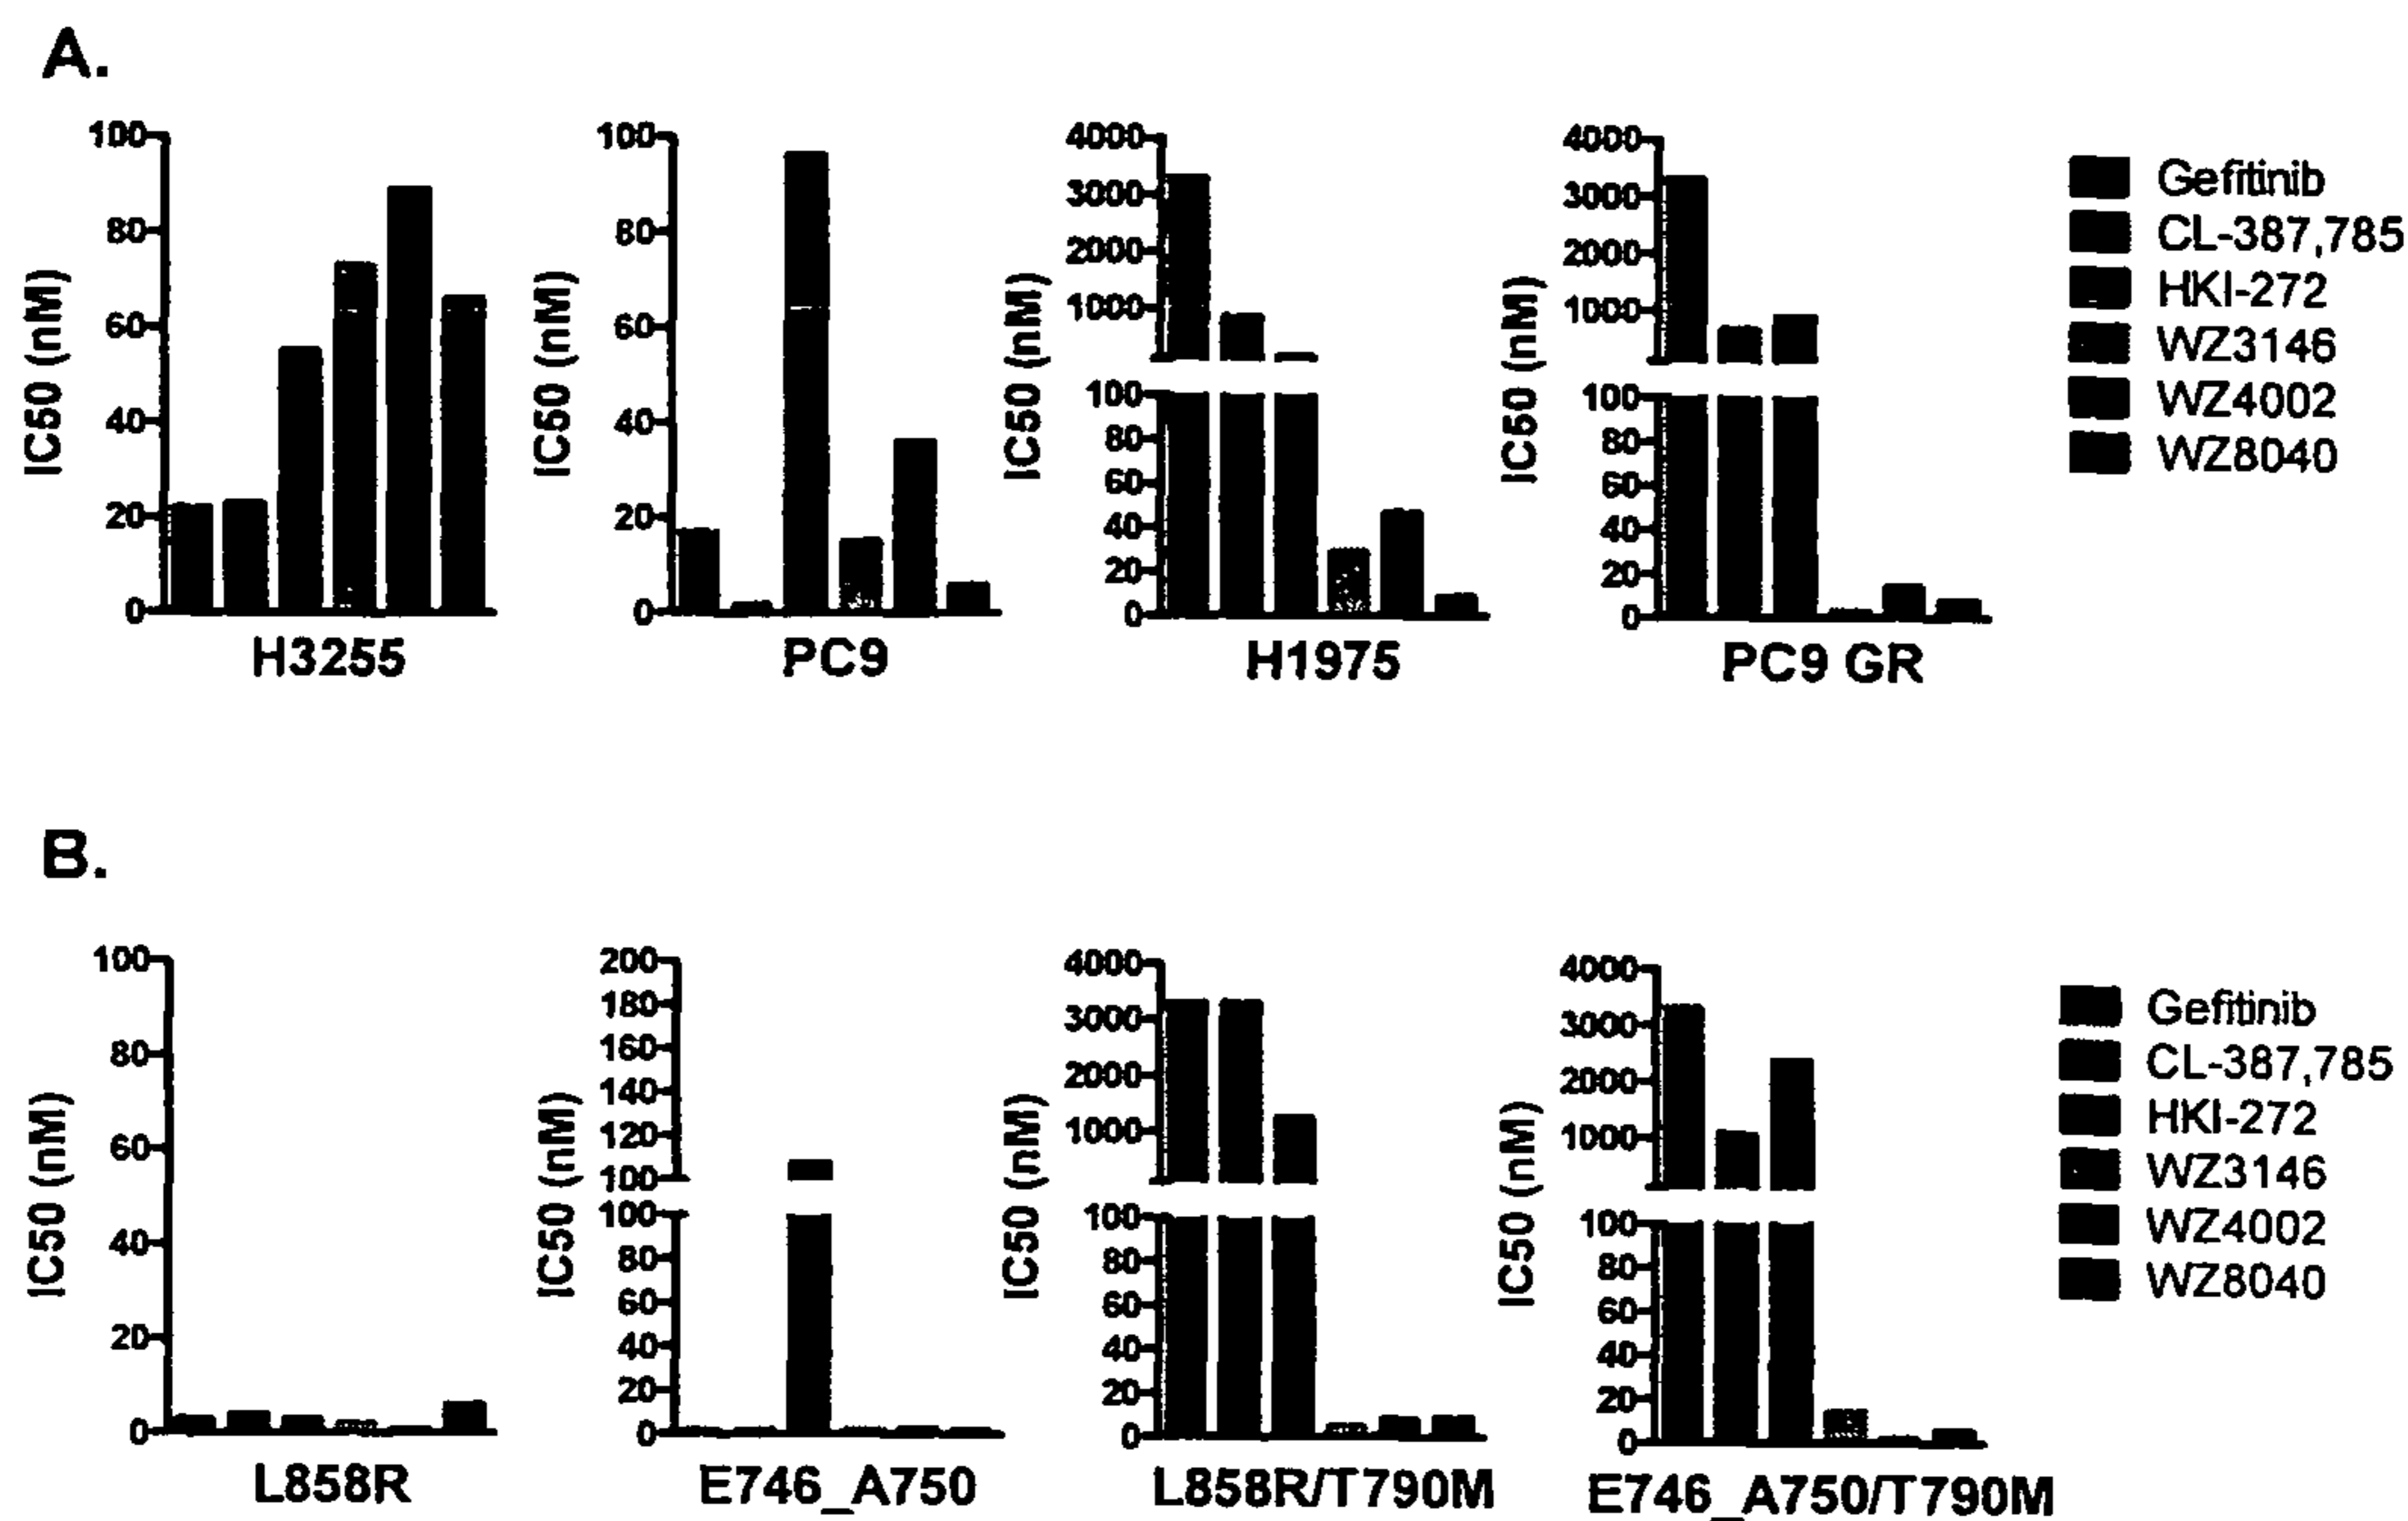 A.
IC50 (nM)
100
80
60
40
20
0
H3255
IC50 (nM)
100
80
60
40
20
0
PC9
IC50 (nM)
4000
3000
2000
1000
100
80
60
40
20
0
H1975
IC50 (nM)
4000
3000
2000
1000
100
80
60
40
20
0
PC9 GR
Gefitinib
CL-387,785
HKI-272
WZ3146
WZ4002
WZ8040
B.
IC50 (nM)
100
80
60
40
20
0
L858R
IC50 (nM)
200
180
160
140
120
100
IC50 (nM)
100
80
60
40
20
0
E746_A750
IC50 (nM)
4000
3000
2000
1000
100
80
60
40
20
0
L858R/T790M
IC50 (nM)
4000
3000
2000
1000
100
80
60
40
20
0
E746_A750/T790M
Gefitinib
CL-387,785
HKI-272
WZ3146
WZ4002
WZ8040